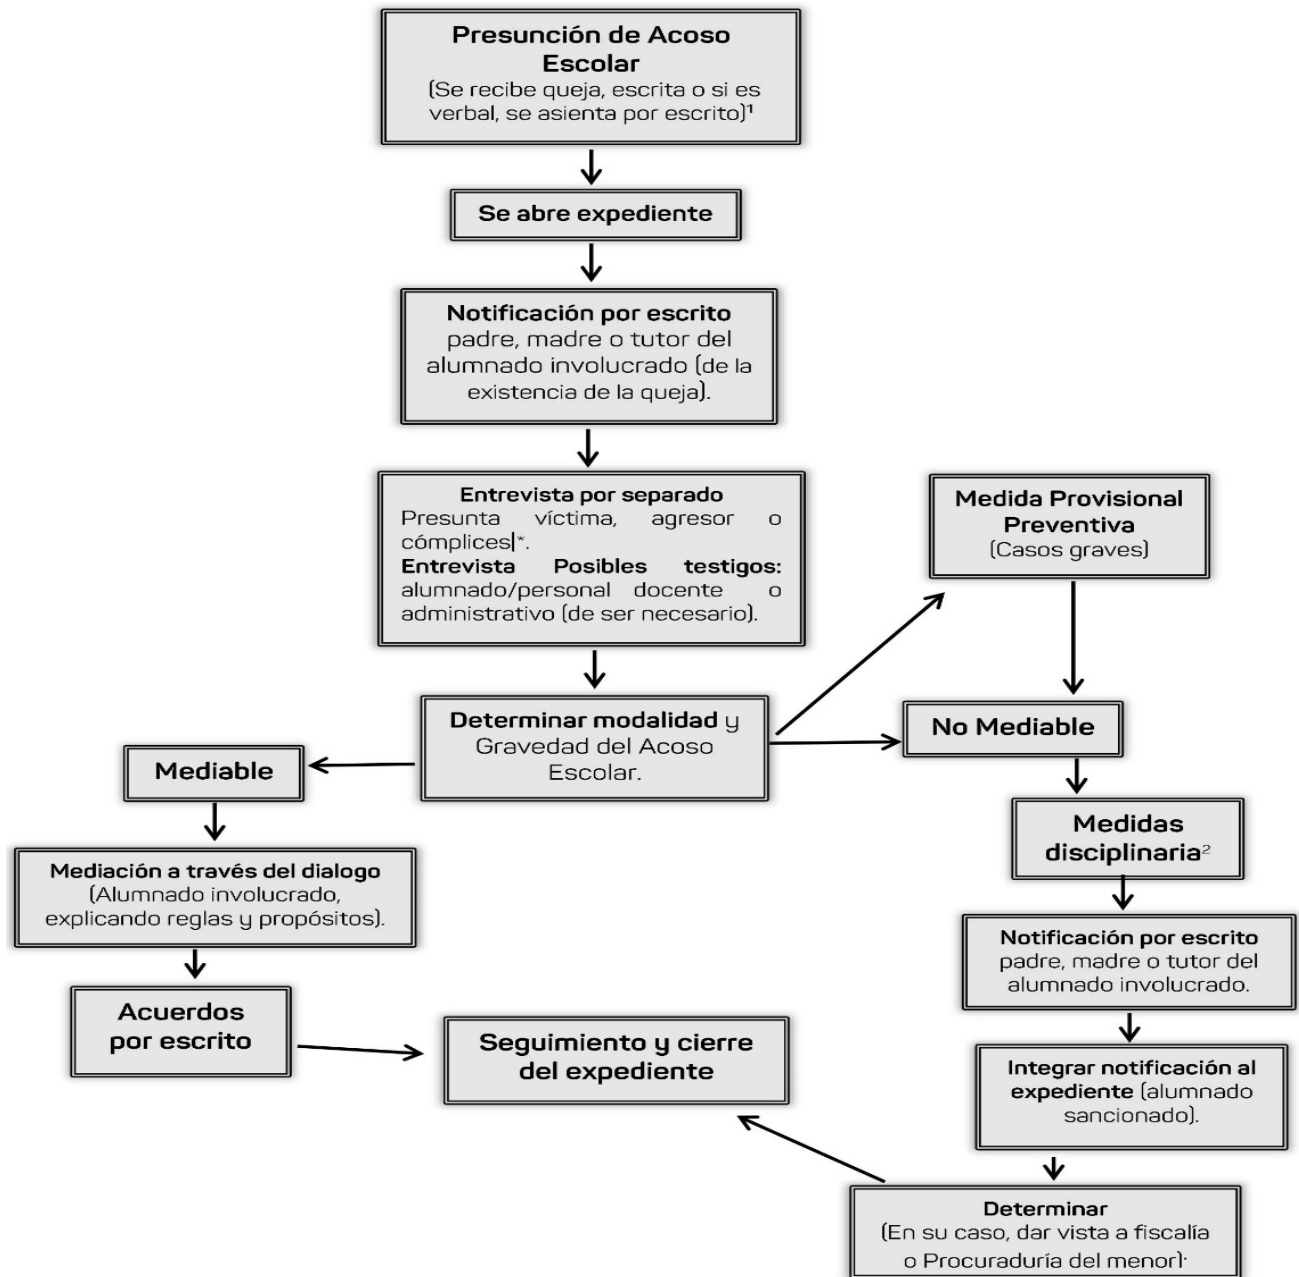 Presunción de Acoso
Escolar
(Se recibe queja, escrita o si es
verbal, se asienta por escrito)¹
Se abre expediente
Notificación por escrito
padre, madre o tutor del
alumnado involucrado (de la
existencia de la queja).
Entrevista por separado
Presunta víctima, agresor o
cómplices|*.
Entrevista Posibles testigos:
alumnado/personal docente o
administrativo (de ser necesario).
Medida Provisional
Preventiva
(Casos graves)
Determinar modalidad y
Gravedad del Acoso
Escolar.
No Mediable
Mediable
Medidas
disciplinaria²
Mediación a través del dialogo
(Alumnado involucrado,
explicando reglas y propósitos).
Notificación por escrito
padre, madre o tutor del
alumnado involucrado.
Acuerdos
por escrito
Seguimiento y cierre
del expediente
Integrar notificación al
expediente (alumnado
sancionado).
Determinar
(En su caso, dar vista a fiscalía
o Procuraduría del menor)·